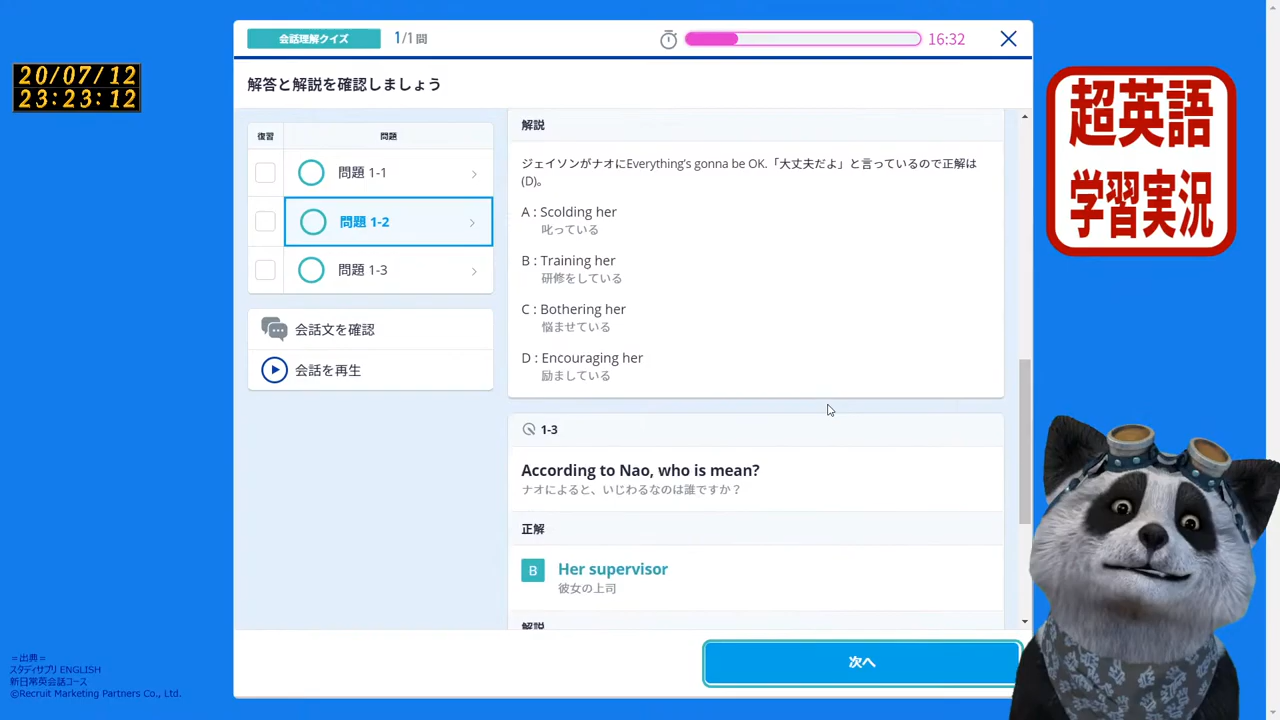 会話理解クイズ
1/1問
16:32
20/07/12
23:23:12
解答と解説を確認しましょう
超英語
学習実況
復習
問題
問題 1-1
問題 1-2
問題 1-3
会話文を確認
会話を再生
解説
ジェイソンがナオにEverything's gonna be OK.「大丈夫だよ」と言っているので正解は
(D)。
A : Scolding her
叱っている
B : Training her
研修をしている
C : Bothering her
悩ませている
D : Encouraging her
励ましている
1-3
According to Nao, who is mean?
ナオによると、いじわるなのは誰ですか？
正解
B
Her supervisor
彼女の上司
解説
次へ
＝出典＝
スタディサプリ ENGLISH
新日常英会話コース
©Recruit Marketing Partners Co., Ltd.